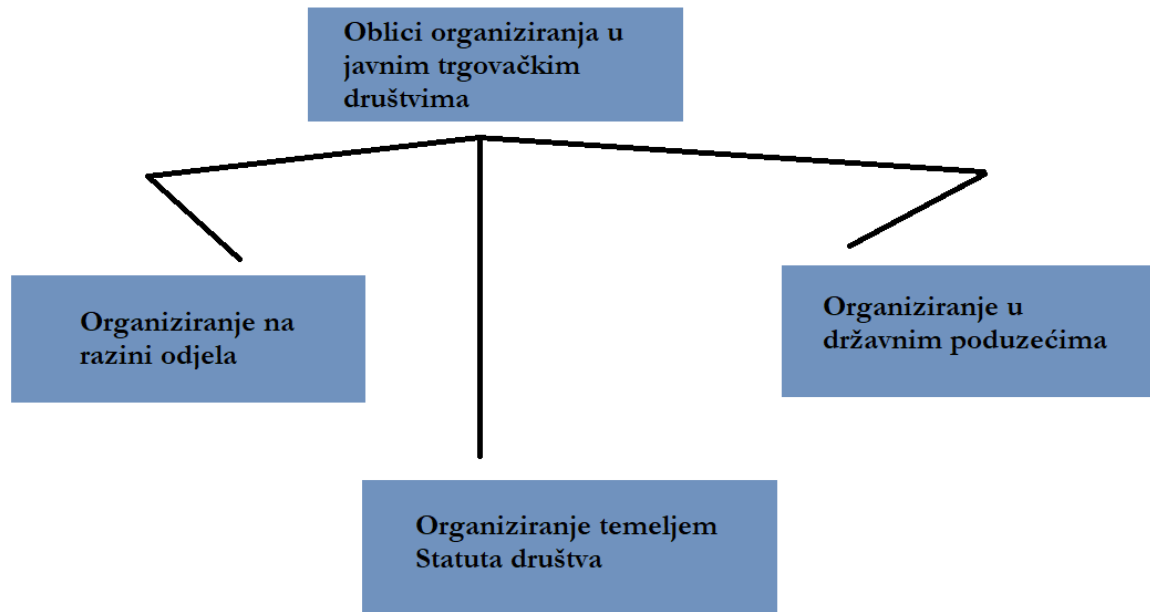 Oblici organiziranja u
javnim trgovačkim
društvima
Organiziranje na
razini odjela
Organiziranje u
državnim poduzećima
Organiziranje temeljem
Statuta društva